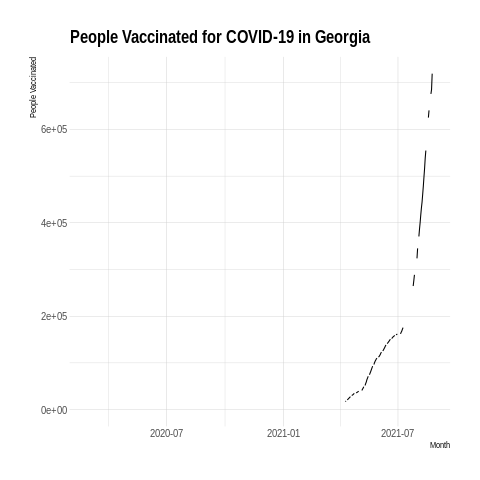 People Vaccinated for COVID-19 in Georgia
People Vaccinated
6e+05
4e+05
2e+05
0e+00
2020-07 2021-01 2021-07
Month